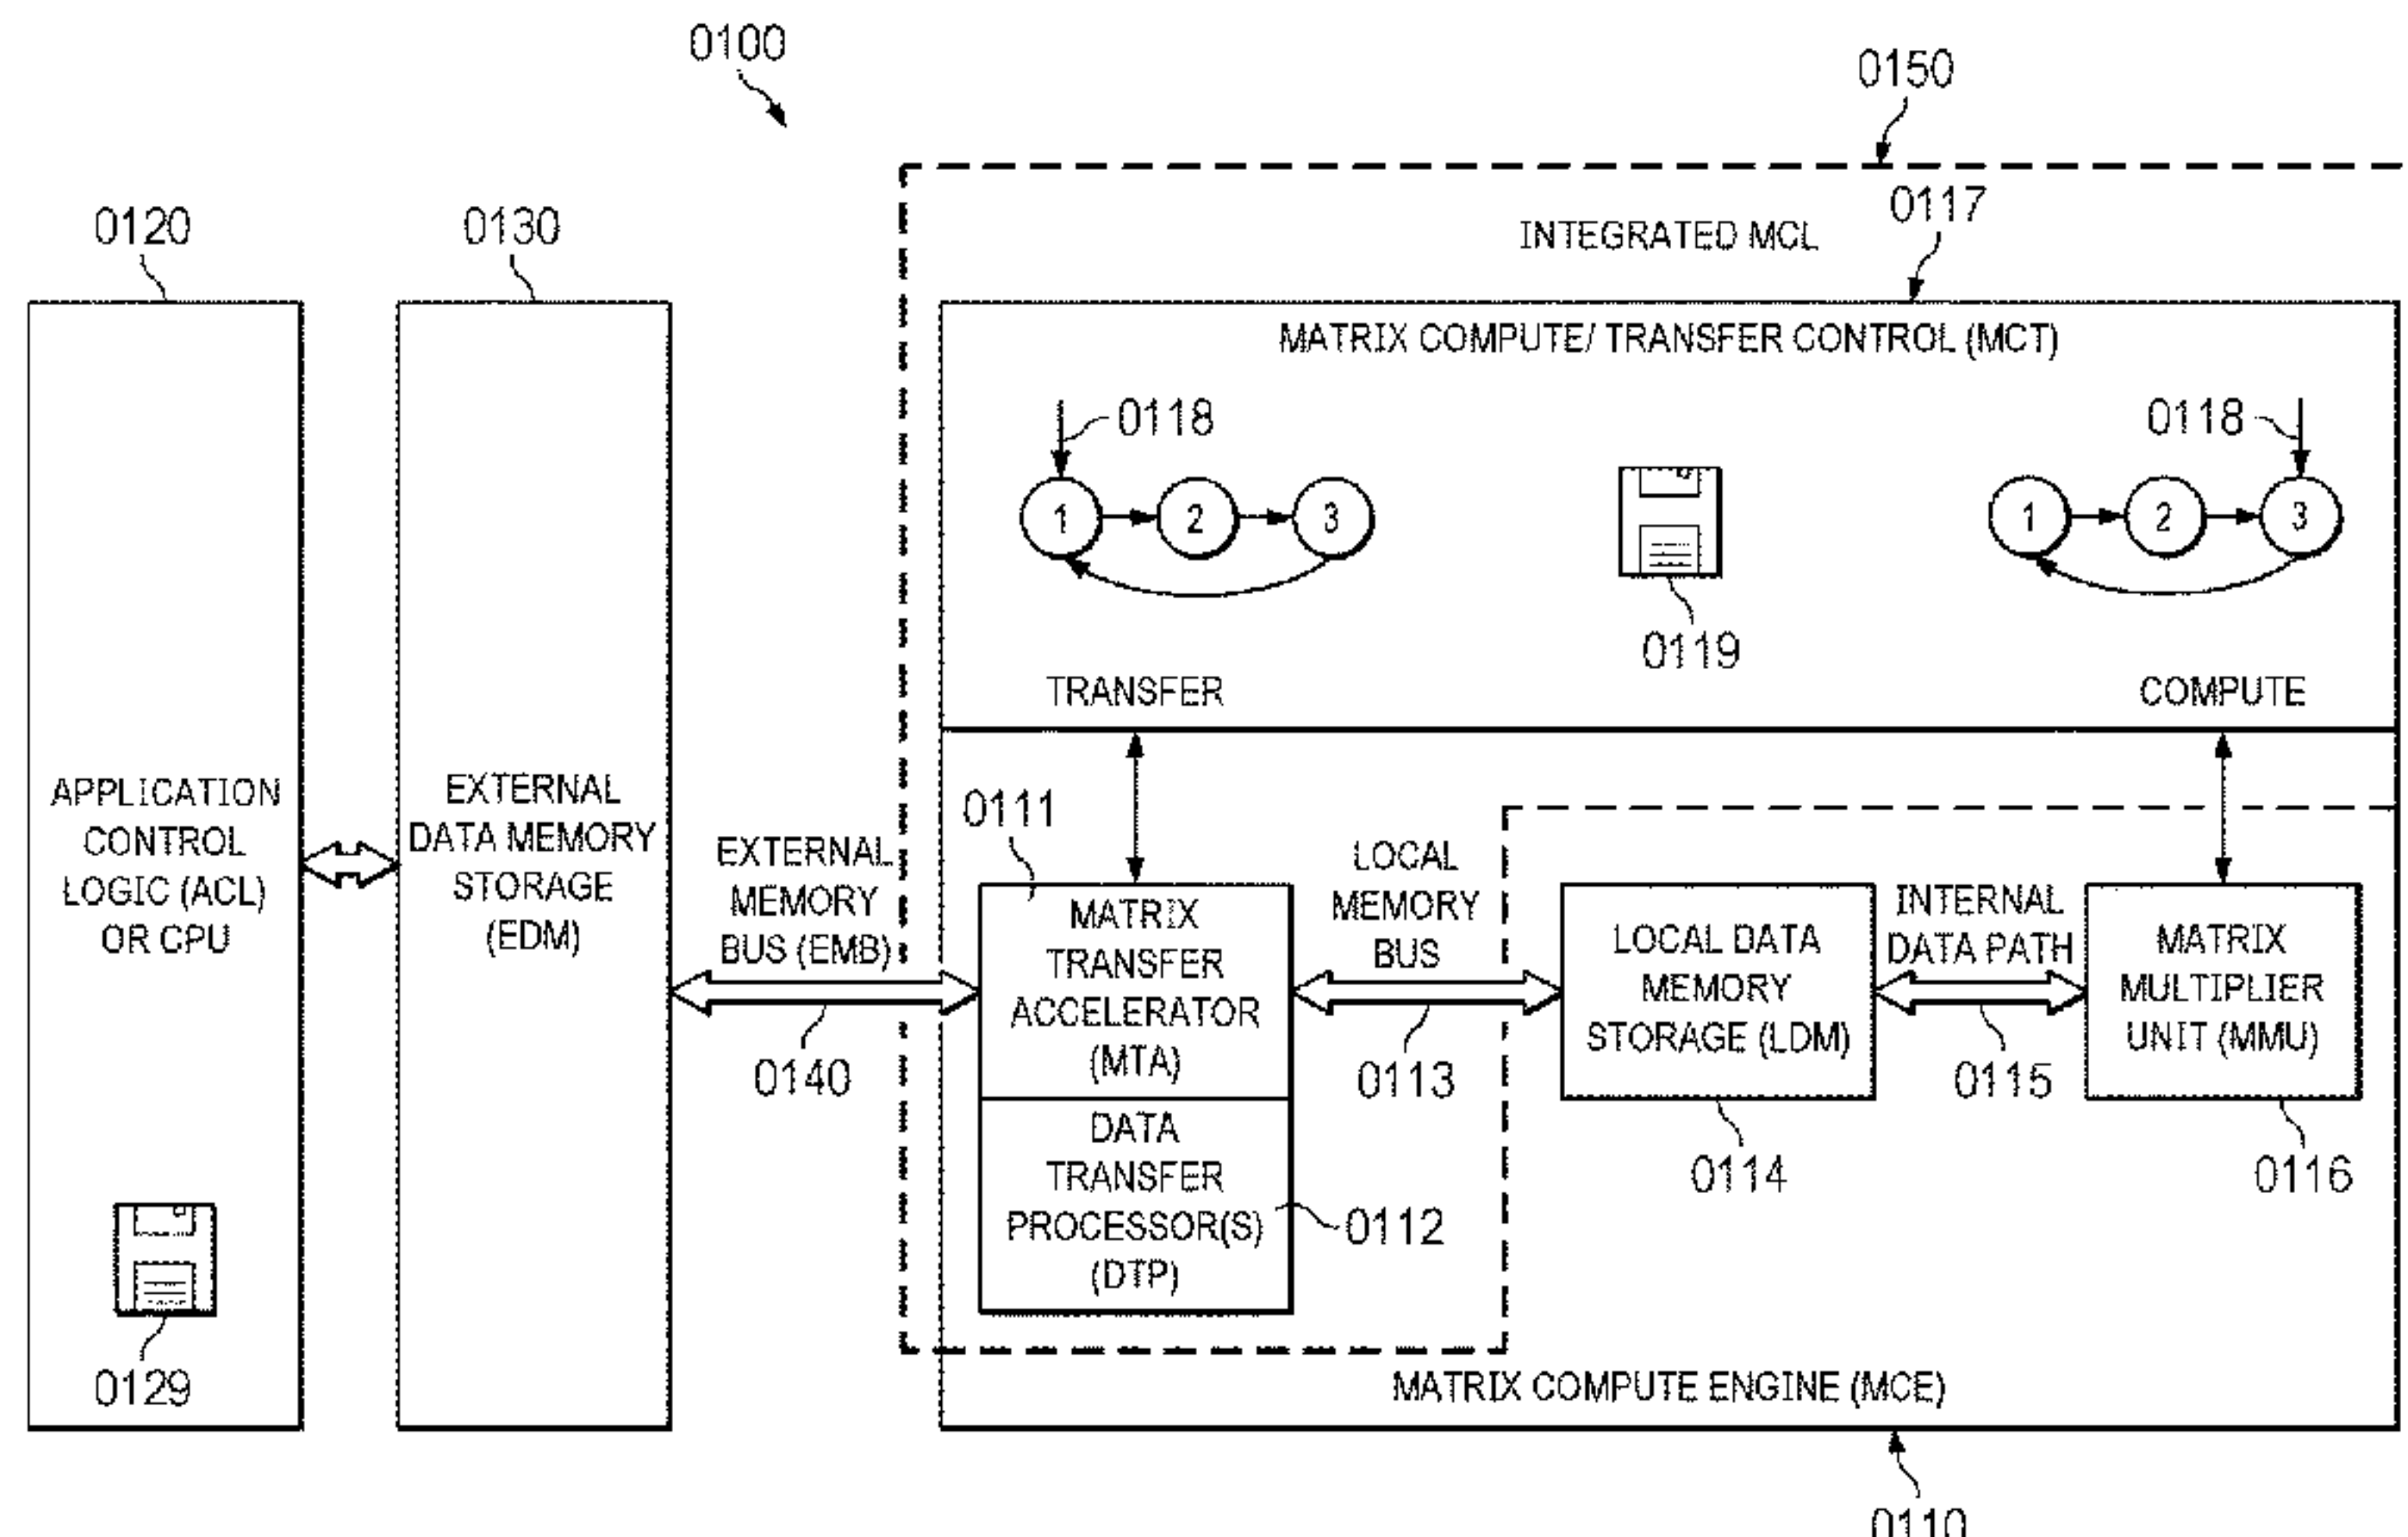 0100
0150
0120
0130
0117
INTEGRATED MCL
MATRIX COMPUTE/ TRANSFER CONTROL (MCT)
0118
0118
1
2
3
1
2
3
0119
TRANSFER
COMPUTE
APPLICATION
CONTROL
LOGIC (ACL)
OR CPU
EXTERNAL
DATA MEMORY
STORAGE
(EDM)
EXTERNAL
MEMORY
BUS (EMB)
0140
0111
MATRIX
TRANSFER
ACCELERATOR
(MTA)
DATA
TRANSFER
PROCESSOR(S)
(DTP)
0112
LOCAL
MEMORY
BUS
0113
LOCAL DATA
MEMORY
STORAGE (LDM)
0114
INTERNAL
DATA PATH
0115
MATRIX
MULTIPLIER
UNIT (MMU)
0116
0129
MATRIX COMPUTE ENGINE (MCE)
0110